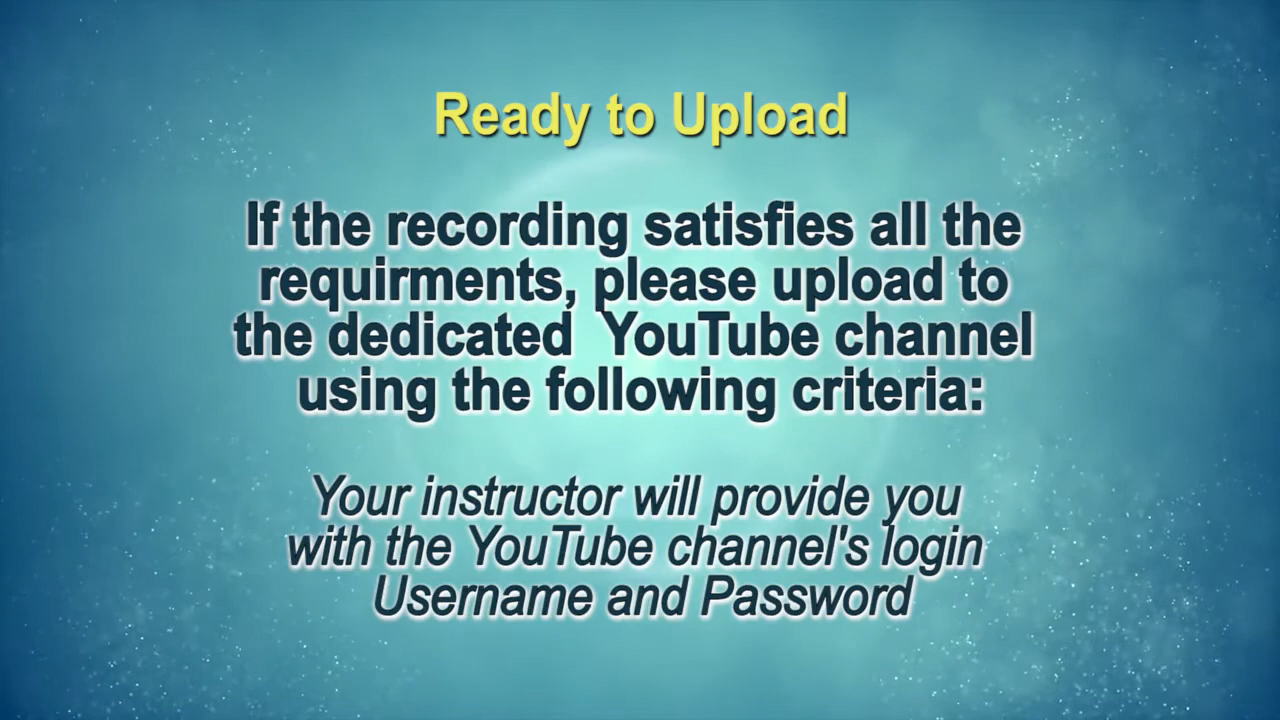 Ready to Upload
If the recording satisfies all the
requirments, please upload to
the dedicated  YouTube channel
using the following criteria:
Your instructor will provide you
with the YouTube channel's login
Username and Password